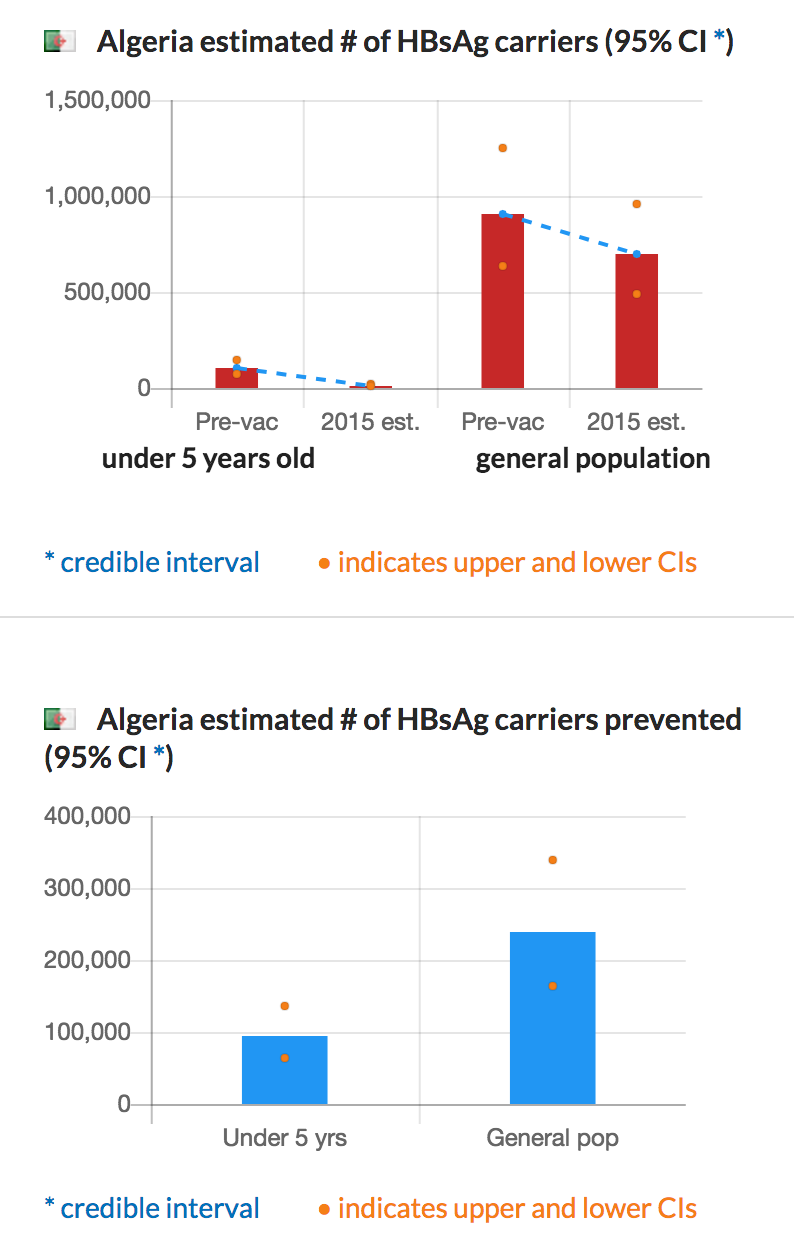 Algeria estimated # of HBsAg carriers (95% CI *)
1,500,000
1,000,000
500,000
0
Pre-vac 2015 est. Pre-vac 2015 est.
under 5 years old general population
* credible interval • indicates upper and lower CIs
Algeria estimated # of HBsAg carriers prevented
(95% CI *)
400,000
300,000
200,000
100,000
0
Under 5 yrs General pop
* credible interval • indicates upper and lower CIs